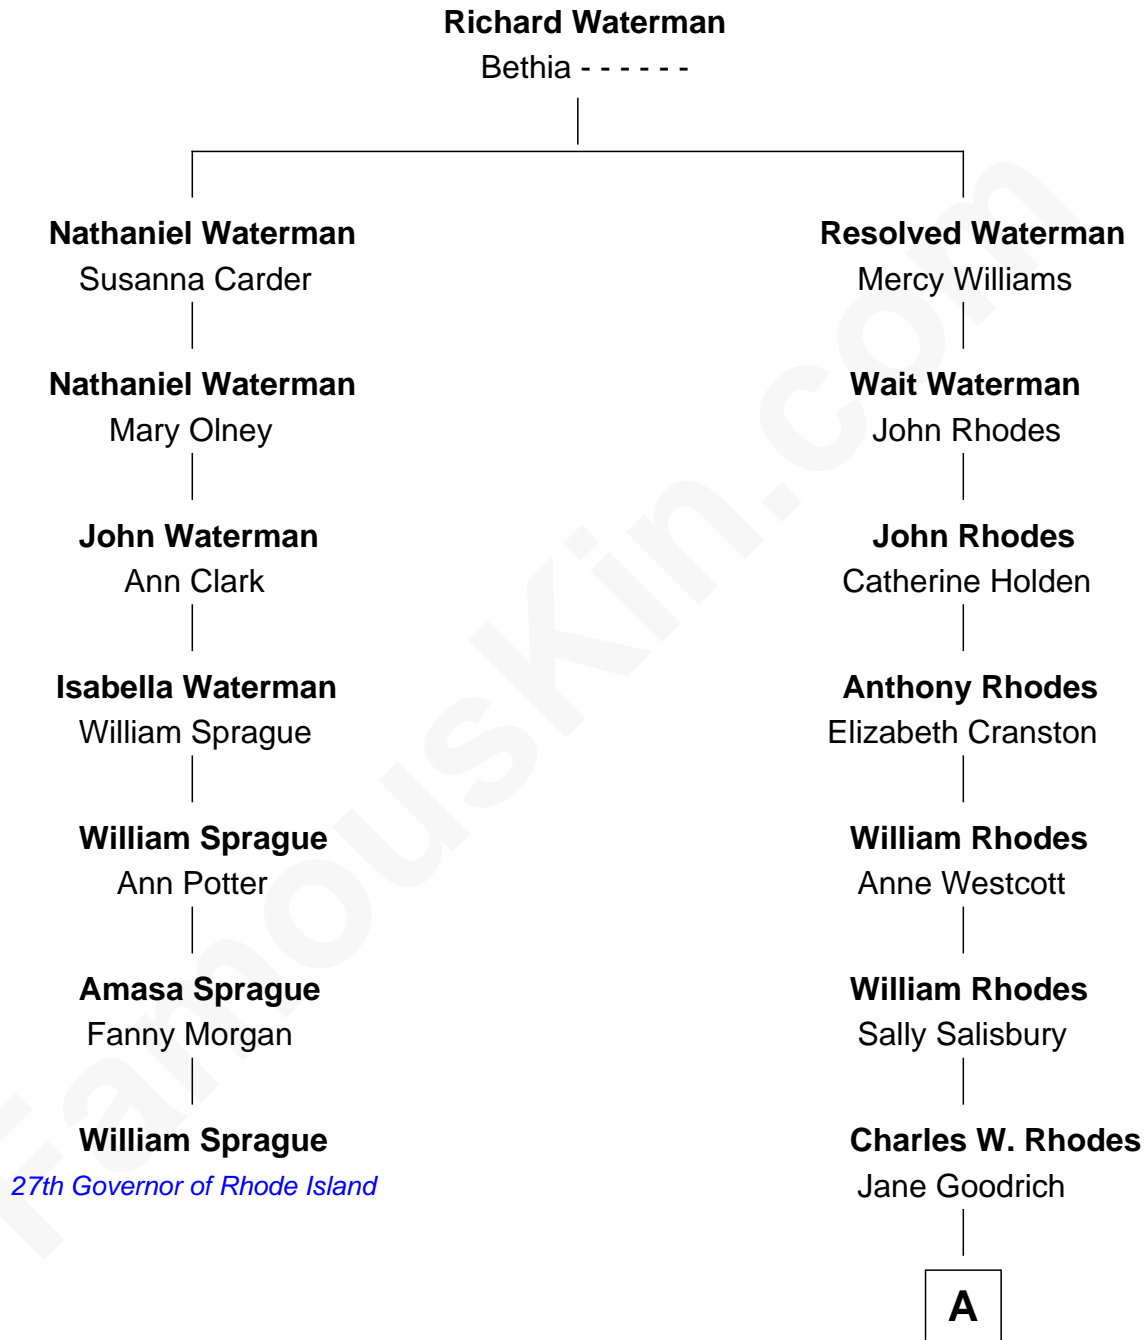 Richard Waterman
Bethia - - - - - -
Nathaniel Waterman
Susanna Carder
Resolved Waterman
Mercy Williams
Nathaniel Waterman
Mary Olney
Wait Waterman
John Rhodes
John Waterman
Ann Clark
John Rhodes
Catherine Holden
Isabella Waterman
William Sprague
Anthony Rhodes
Elizabeth Cranston
William Sprague
Ann Potter
William Rhodes
Anne Westcott
Amasa Sprague
Fanny Morgan
William Rhodes
Sally Salisbury
William Sprague
27th Governor of Rhode Island
Charles W. Rhodes
Jane Goodrich
A
FamousKin.com